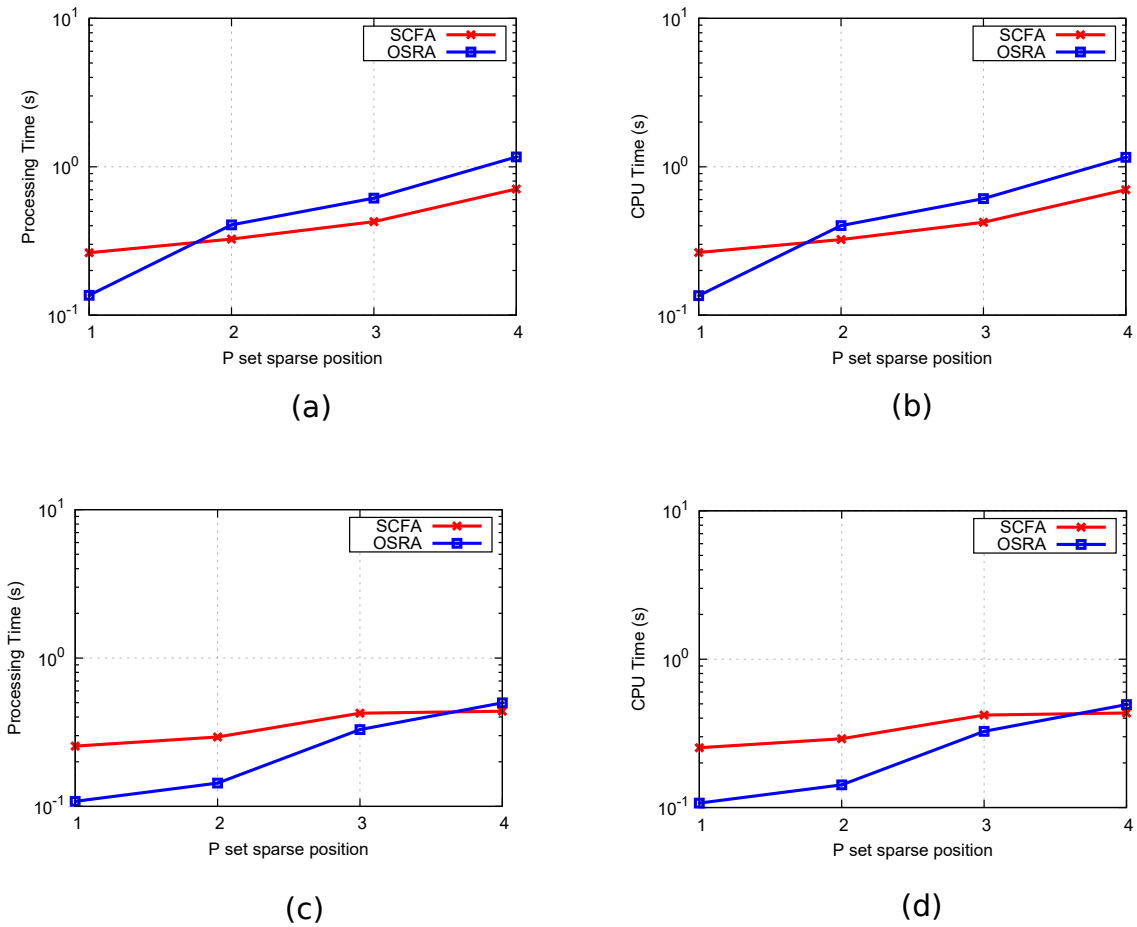 10^1
SCFA
OSRA
Processing Time (s)
10^0
10^-1
1 2 3 4
P set sparse position
(a)
10^1
SCFA
OSRA
CPU Time (s)
10^0
10^-1
1 2 3 4
P set sparse position
(b)
10^1
SCFA
OSRA
Processing Time (s)
10^0
10^-1
1 2 3 4
P set sparse position
(c)
10^1
SCFA
OSRA
CPU Time (s)
10^0
10^-1
1 2 3 4
P set sparse position
(d)